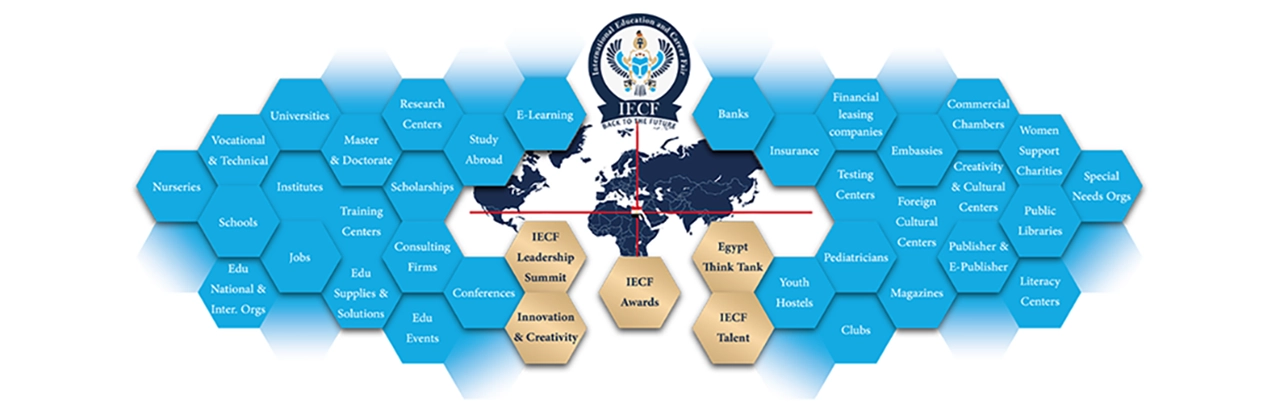 International Education and Career Fair
IECF
BACK TO THE FUTURE
Nurseries
Vocational
& Technical
Schools
Edu
National &
Inter. Orgs
Universities
Institutes
Jobs
Master
& Doctorate
Training
Centers
Edu
Supplies &
Solutions
Research
Centers
Scholarships
Consulting
Firms
Edu
Events
Study
Abroad
Conferences
E-Learning
IECF
Leadership
Summit
Innovation
& Creativity
IECF
Awards
Egypt
Think Tank
IECF
Talent
Banks
Insurance
Youth
Hostels
Financial
leasing
companies
Testing
Centers
Pediatricians
Clubs
Embassies
Foreign
Cultural
Centers
Magazines
Commercial
Chambers
Creativity
& Cultural
Centers
Publisher &
E-Publisher
Women
Support
Charities
Public
Libraries
Literacy
Centers
Special
Needs Orgs